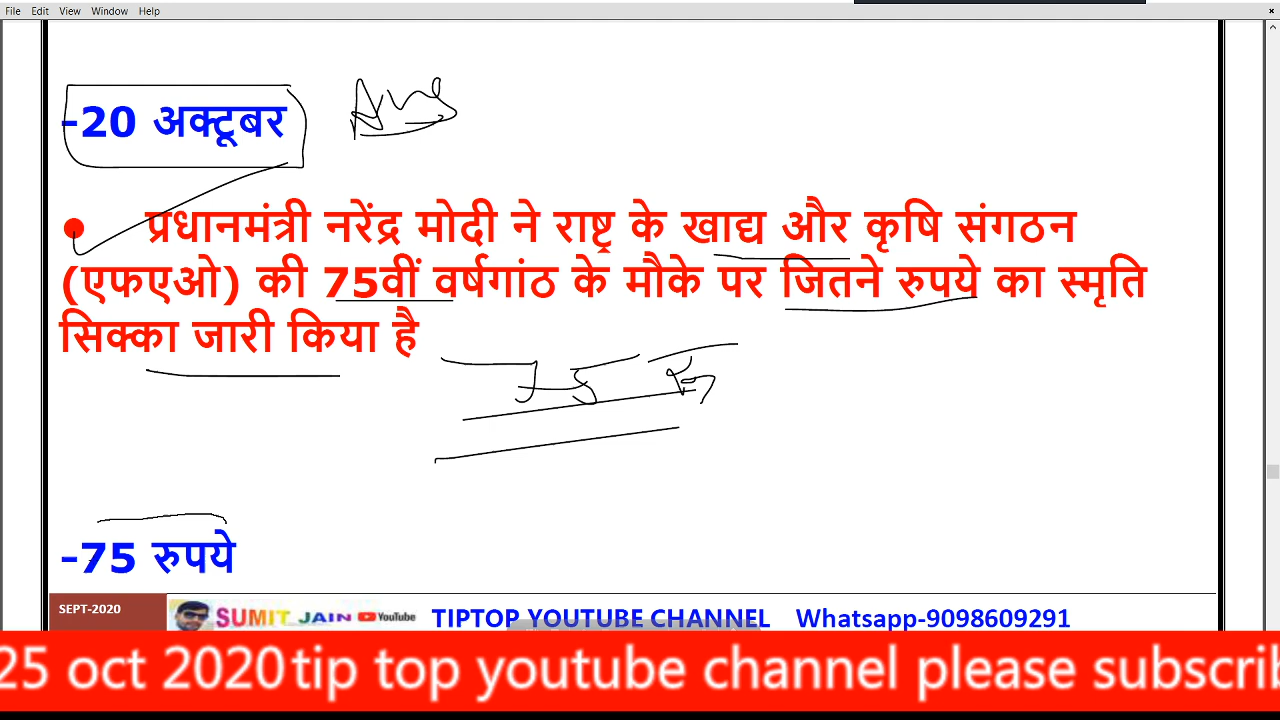 File Edit View Window Help
-20 अक्टूबर
Ans
• प्रधानमंत्री नरेंद्र मोदी ने राष्ट्र के खाद्य और कृषि संगठन
(एफएओ) की 75वीं वर्षगांठ के मौके पर जितने रुपये का स्मृति
सिक्का जारी किया है
75 रु
-75 रुपये
SEPT-2020 SUMIT JAIN YouTube TIPTOP YOUTUBE CHANNEL Whatsapp-9098609291
25 oct 2020 tip top youtube channel please subscrib